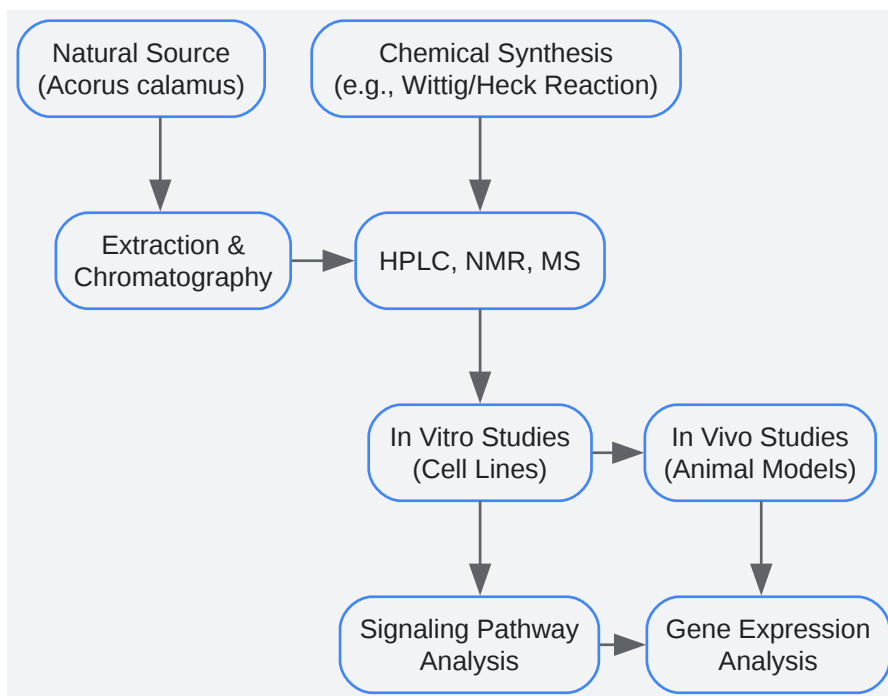 Natural Source
(Acorus calamus)
Chemical Synthesis
(e.g., Wittig/Heck Reaction)
Extraction &
Chromatography
HPLC, NMR, MS
In Vitro Studies
(Cell Lines)
In Vivo Studies
(Animal Models)
Signaling Pathway
Analysis
Gene Expression
Analysis